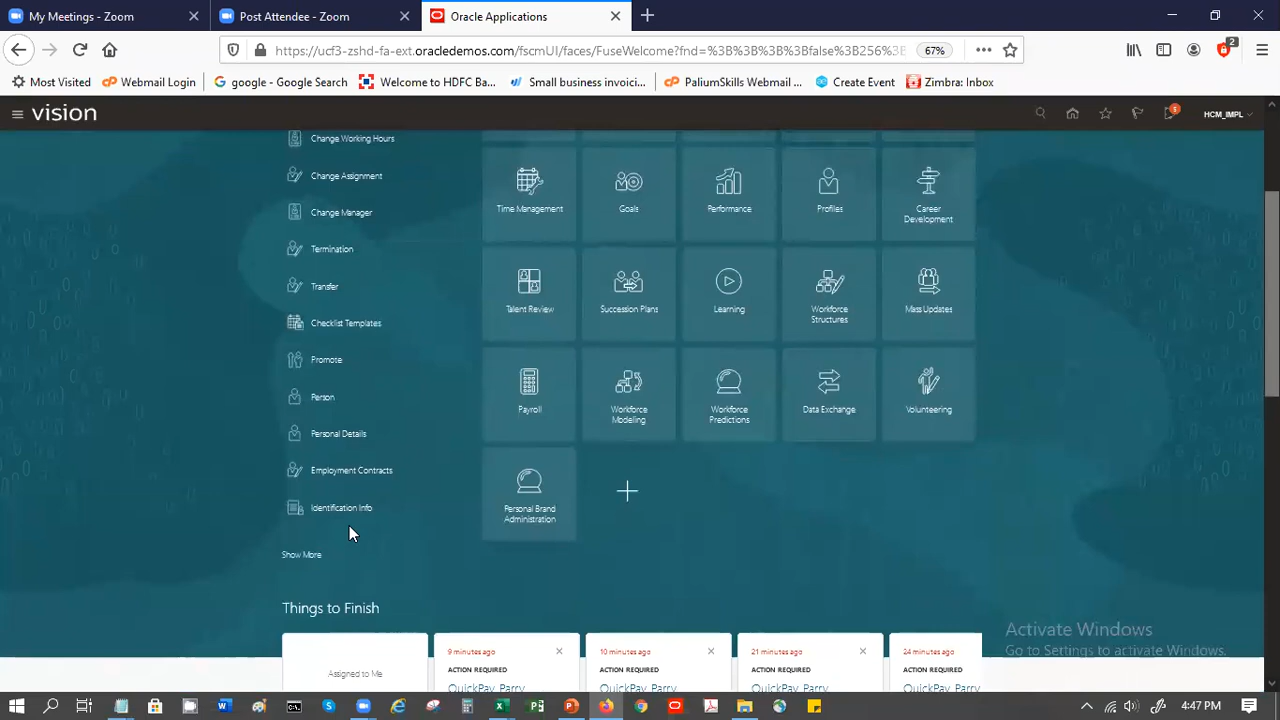 My Meetings - Zoom
Post Attendee - Zoom
Oracle Applications
https://ucf3-zshd-fa-ext.oracledemos.com/fscmUI/faces/FuseWelcome?fnd=%3B%3B%3B%3Bfalse%3B256%3B%3B%
67%
Most Visited
Webmail Login
google - Google Search
Welcome to HDFC Ba...
Small business invoici...
PaliumSkills Webmail ...
Create Event
Zimbra: Inbox
2
vision
5
HCM_IMPL
Change Working Hours
Change Assignment
Change Manager
Termination
Transfer
Checklist Templates
Promote
Person
Personal Details
Employment Contracts
Identification Info
Show More
Time Management
Goals
Performance
Profiles
Career
Development
Talent Review
Succession Plans
Learning
Workforce
Structures
Mass Updates
Payroll
Workforce
Modeling
Workforce
Predictions
Data Exchange
Volunteering
Personal Brand
Administration
Things to Finish
Assigned to Me
9 minutes ago
ACTION REQUIRED
QuickPay_Parry
10 minutes ago
ACTION REQUIRED
QuickPay_Parry
21 minutes ago
ACTION REQUIRED
QuickPay_Parry
24 minutes ago
ACTION REQUIRED
QuickPay_Parry
Activate Windows
Go to Settings to activate Windows.
4:47 PM